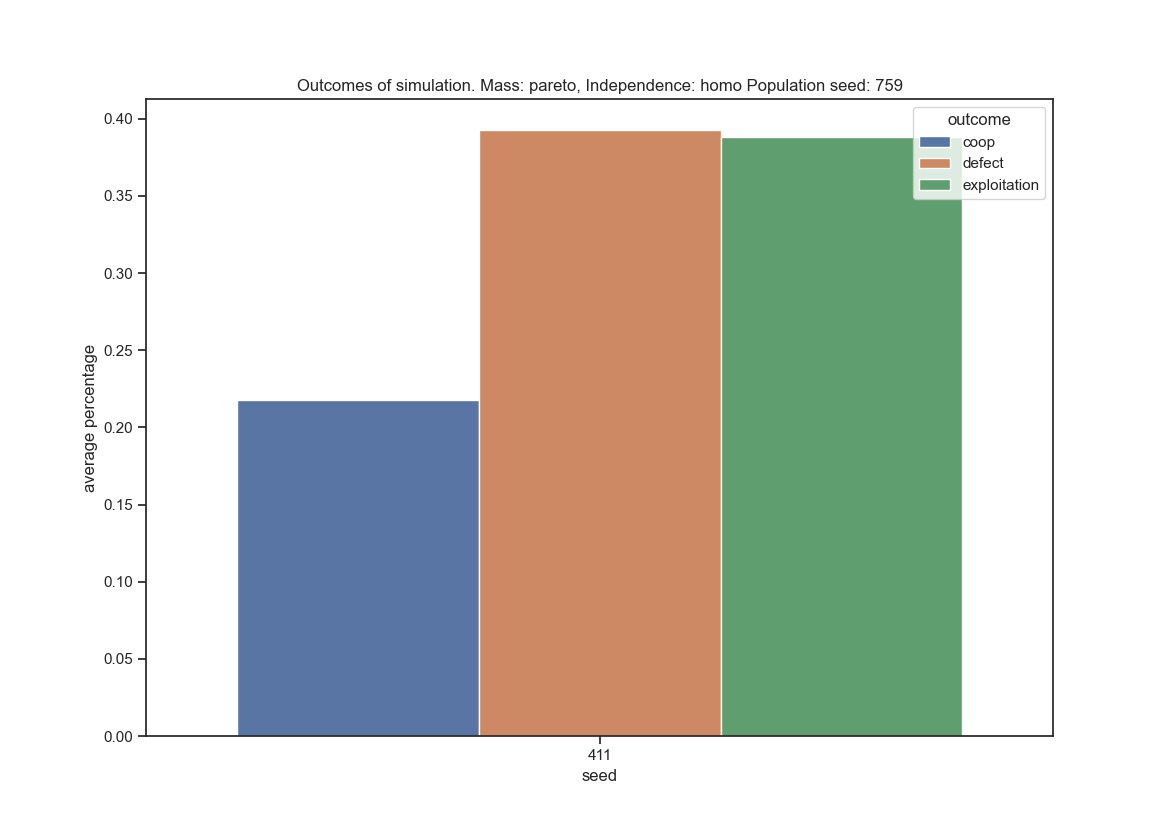 Outcomes of simulation. Mass: pareto, Independence: homo Population seed: 759
outcome
coop
defect
exploitation
0.40
0.35
0.30
0.25
0.20
0.15
0.10
0.05
0.00
average percentage
411
seed